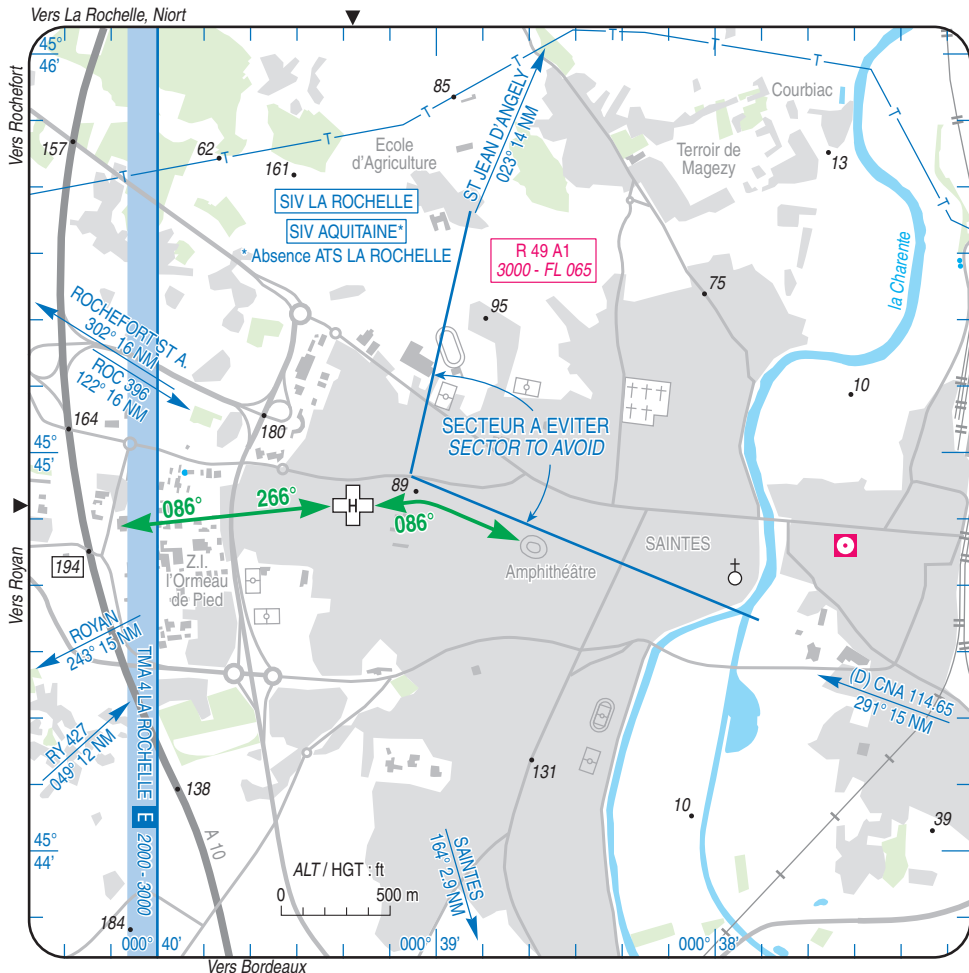 Vers La Rochelle, Niort
45°
46'
Vers Rochefort
157
62
161
85
Ecole
d'Agriculture
T
T
T
T
T
T
T
T
ST JEAN D'ANGELY
023° 14 NM
Courbiac
Terroir de
Magezy
13
SIV LA ROCHELLE
SIV AQUITAINE*
* Absence ATS LA ROCHELLE
R 49 A1
3000 - FL 065
la Charente
75
95
ROCHEFORT ST A.
302° 16 NM
ROC 396
122° 16 NM
10
164
180
45°
45'
SECTEUR A EVITER
SECTOR TO AVOID
89
086°
266°
H
086°
SAINTES
Amphithéâtre
194
Z.I.
l'Ormeau
de Pied
Vers Royan
ROYAN
243° 15 NM
TMA 4 LA ROCHELLE E 2000 - 3000
RY 427
049° 12 NM
(D) CNA 114.65
291° 15 NM
138
131
10
39
A 10
45°
44'
SAINTES
164° 2.9 NM
ALT / HGT : ft
0 500 m
184
000° 40'
000° 39'
000° 38'
Vers Bordeaux